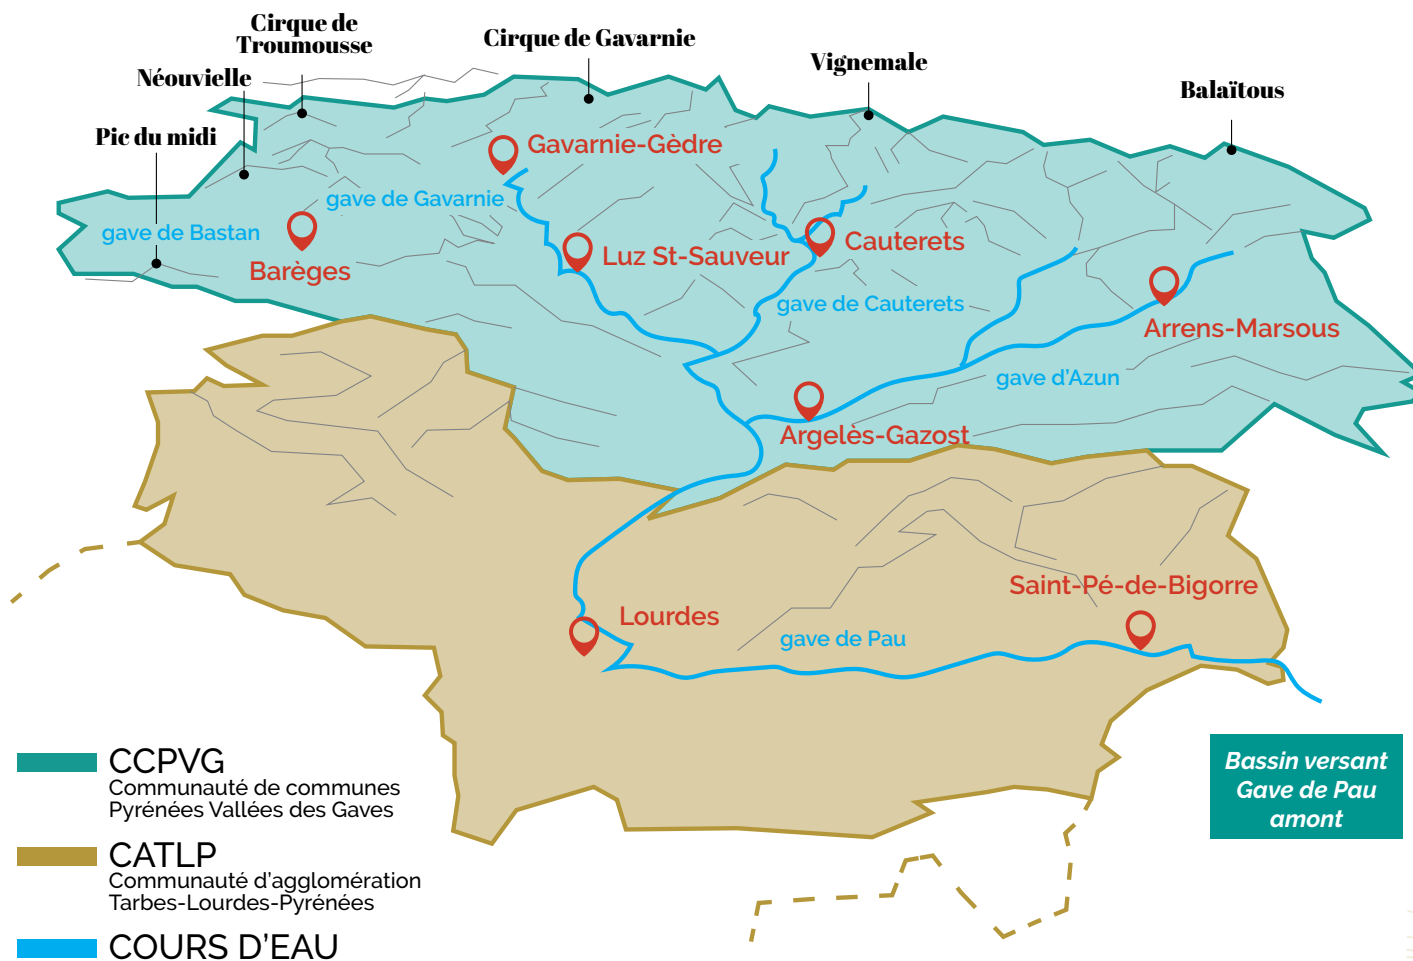 Cirque de
Troumousse
Cirque de Gavarnie
Néouvielle
Vignemale
Balaïtous
Pic du midi
Gavarnie-Gèdre
gave de Gavarnie
gave de Bastan
Barèges
Luz St-Sauveur
Cauterets
gave de Cauterets
Arrens-Marsous
gave d'Azun
Argelès-Gazost
Saint-Pé-de-Bigorre
Lourdes
gave de Pau
CCPVG
Communauté de communes
Pyrénées Vallées des Gaves
CATLP
Communauté d'agglomération
Tarbes-Lourdes-Pyrénées
COURS D'EAU
Bassin versant
Gave de Pau
amont